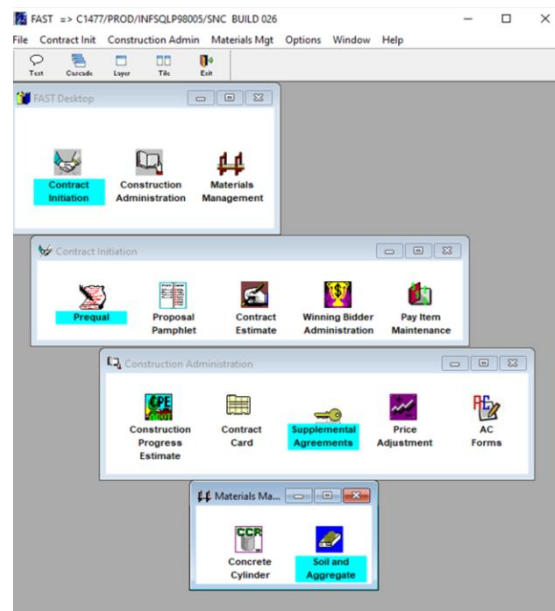 FAST => C1477/PROD/INFSQLP98005/SNC BUILD 026
File Contract Init Construction Admin Materials Mgt Options Window Help
Text Cascade Layer Tile Exit
FAST Desktop
Contract Initiation
Construction Administration
Materials Management
Contract Initiation
Prequal
Proposal Pamphlet
Contract Estimate
Winning Bidder Administration
Pay Item Maintenance
Construction Administration
CPE
Construction Progress Estimate
Contract Card
Supplemental Agreements
Price Adjustment
AC Forms
Materials Ma...
CCR
Concrete Cylinder
Soil and Aggregate